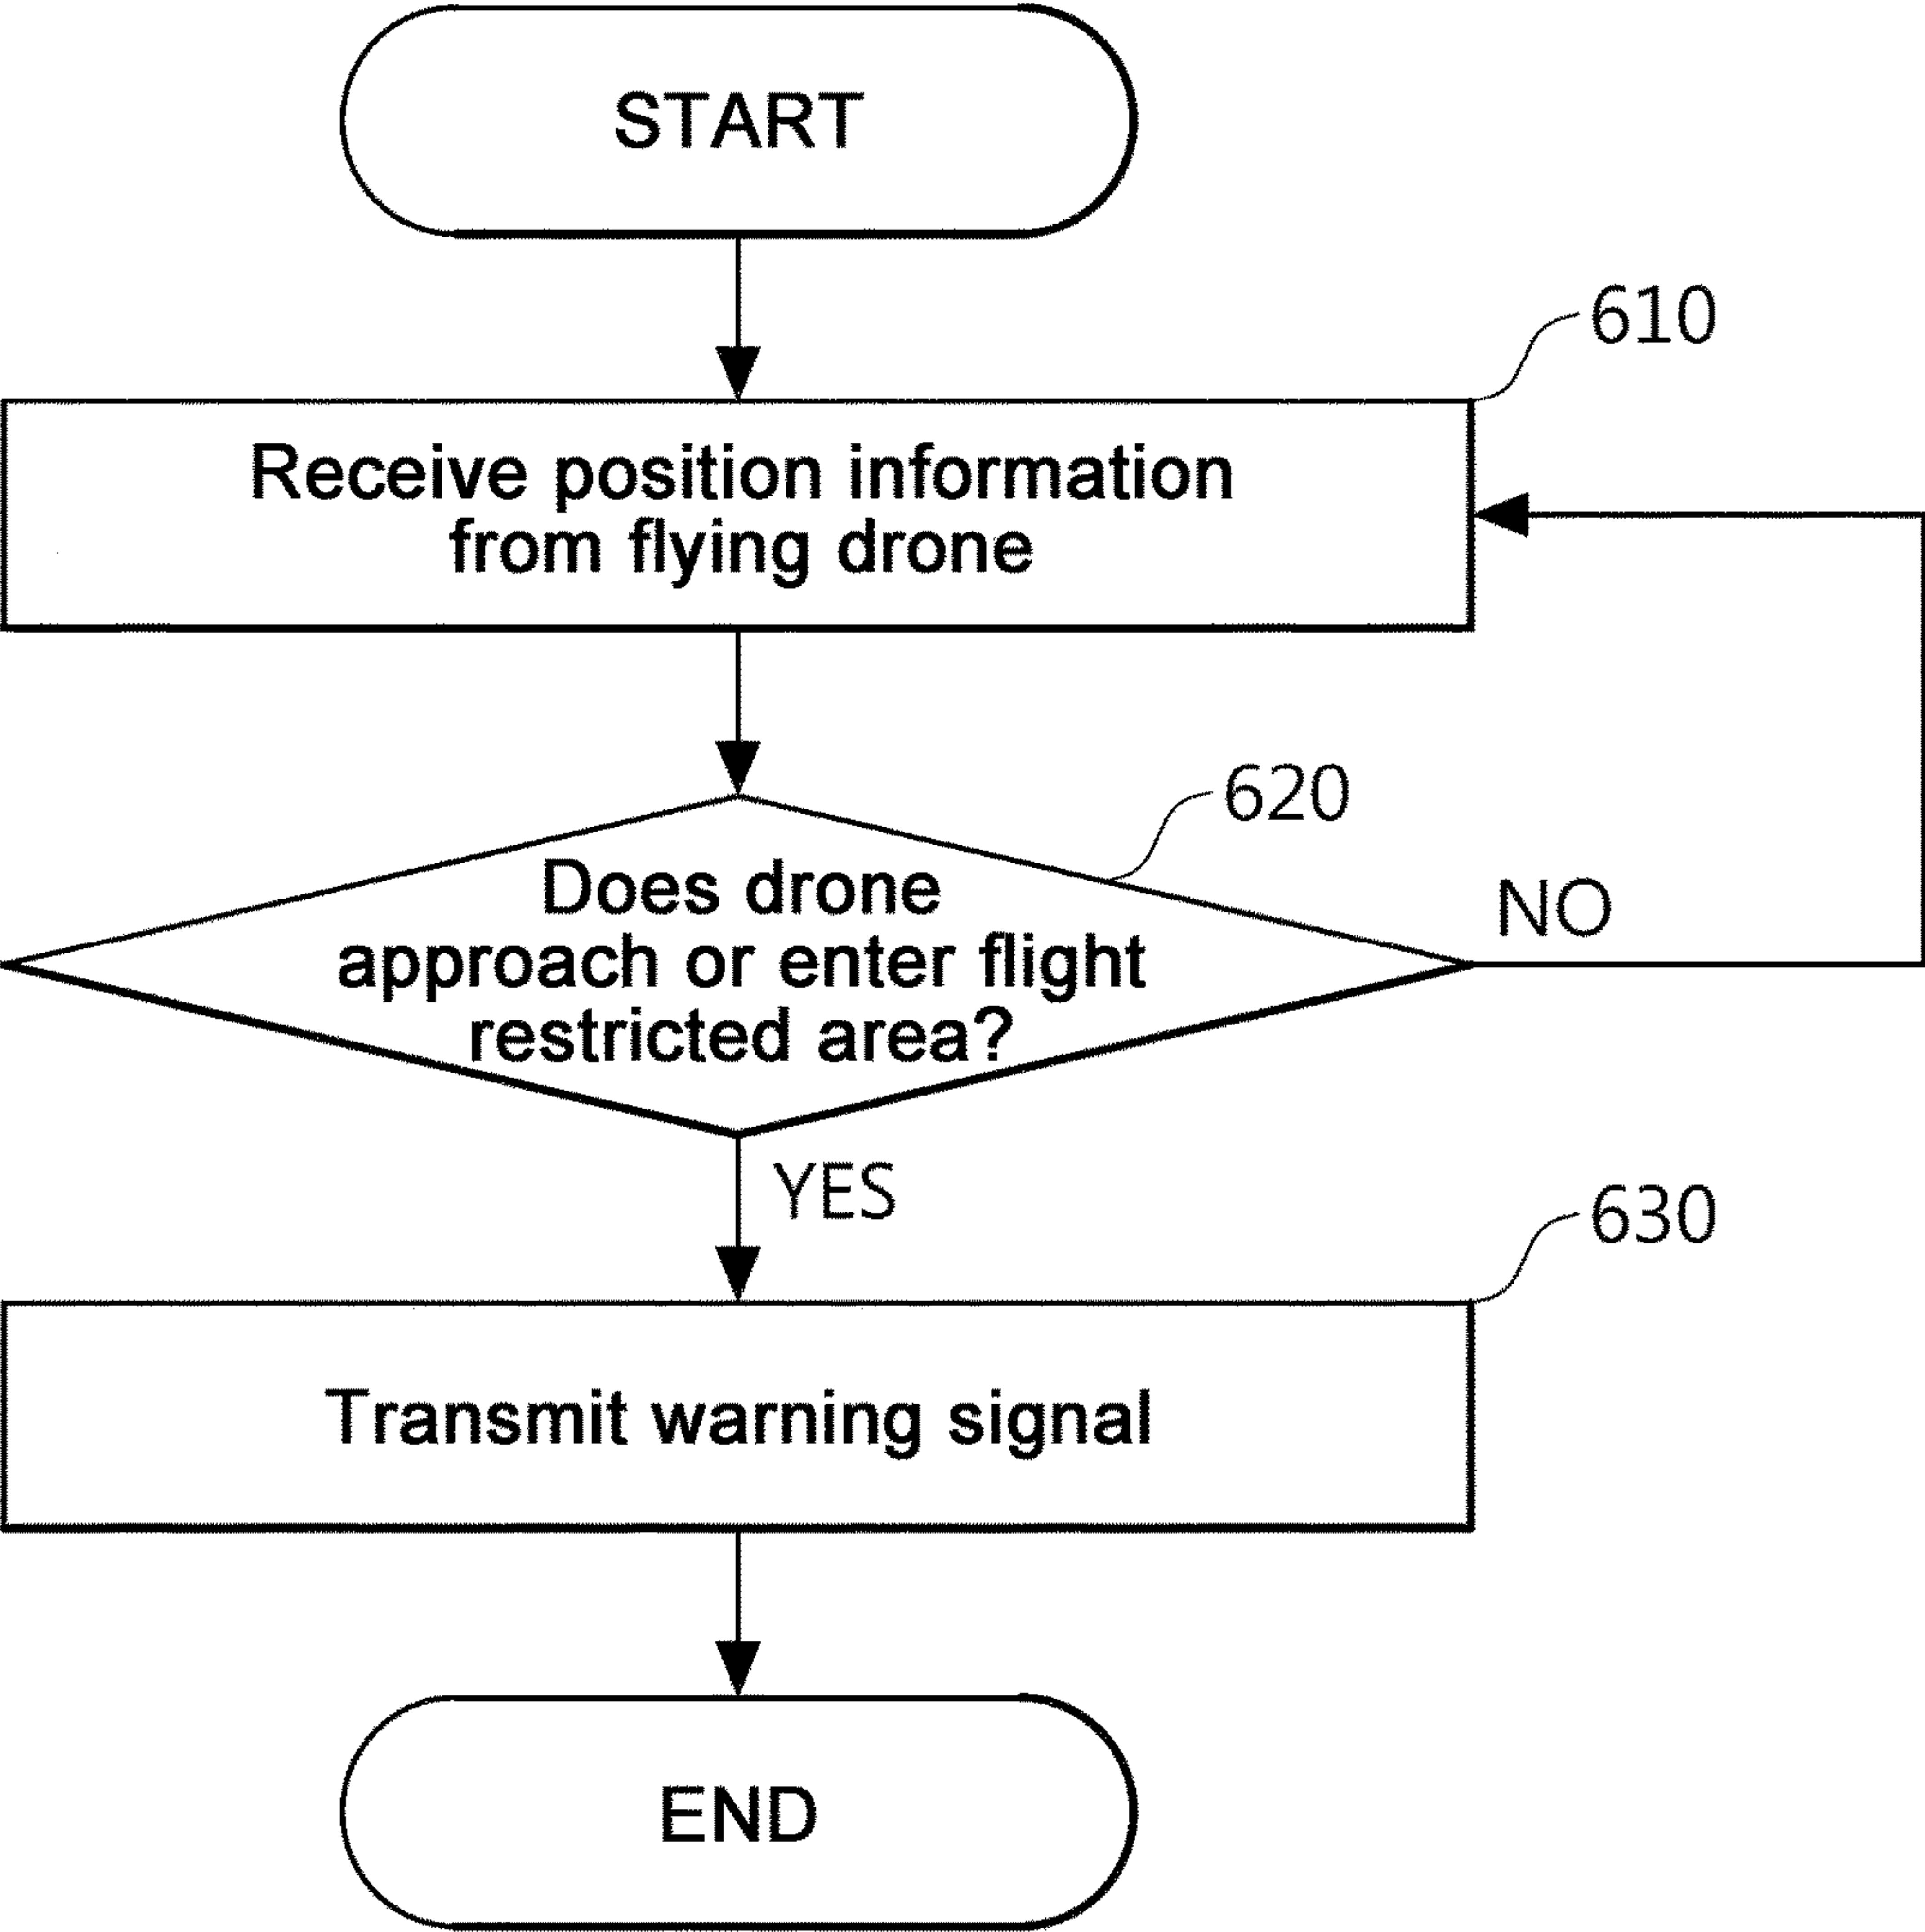 START
610
Receive position information
from flying drone
620
Does drone
approach or enter flight
restricted area?
NO
YES
630
Transmit warning signal
END